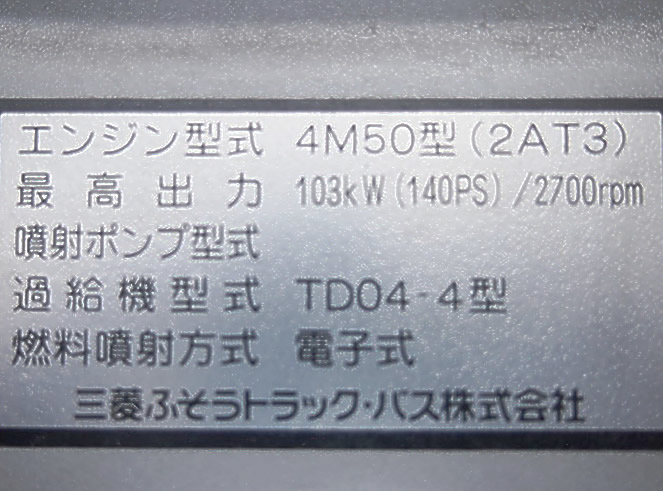 エンジン型式 4M50型(2AT3)
最高出力 103kW(140PS)/2700rpm
噴射ポンプ型式
過給機型式 TD04-4型
燃料噴射方式 電子式
三菱ふそうトラック・バス株式会社